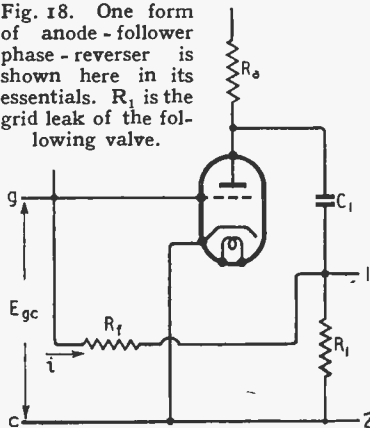 Fig. 18. One form
of anode-follower
phase-reverser is
shown here in its
essentials. R₁ is the
grid leak of the fol-
lowing valve.
Ra
g
C₁
1
Egc
Rf
R₁
i
c
2